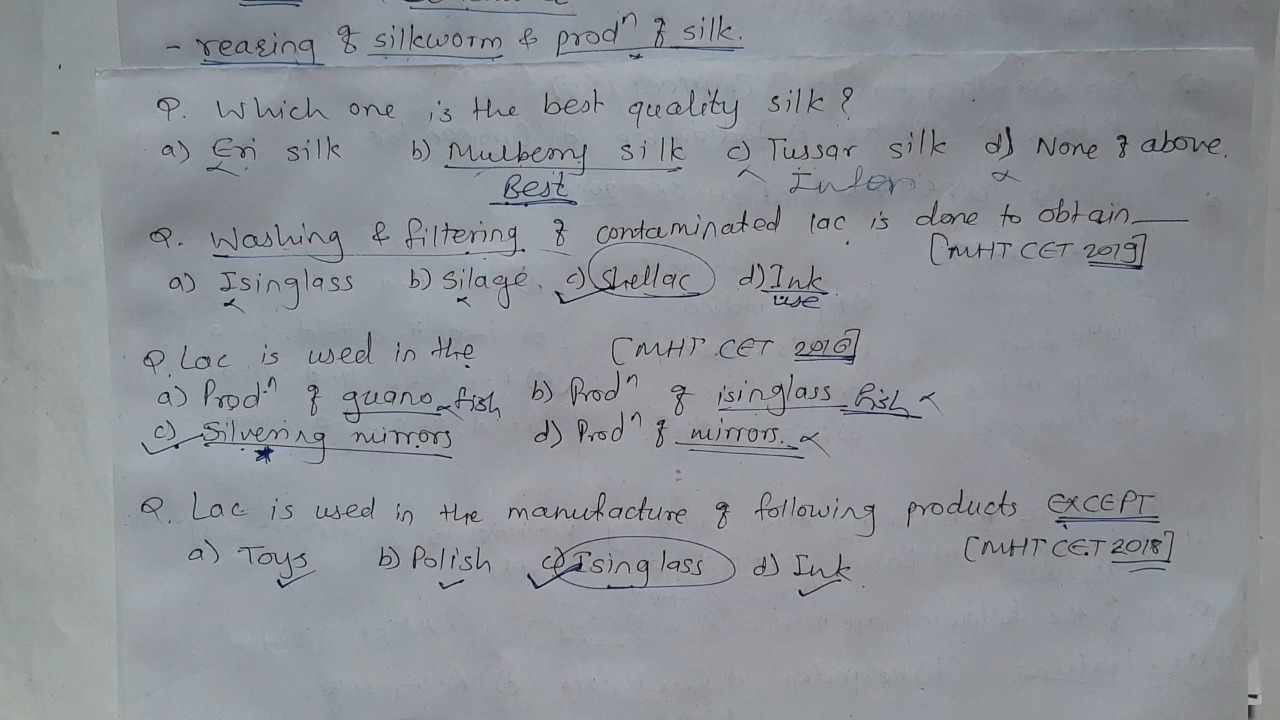 - rearing of silkworm & prodⁿ of silk.
Q. Which one is the best quality silk?
a) Eri silk b) Mulberry silk c) Tussar silk d) None of above.
Best
Q. Washing & filtering of contaminated lac is done to obtain
[MHT CET 2019]
a) Isinglass b) Silage c) Shellac d) Ink
use
Q. Lac is used in the [MHT CET 2016]
a) Prodⁿ of guano fish b) Prodⁿ of isinglass fish
c) Silvering mirrors d) Prodⁿ of mirrors.
Q. Lac is used in the manufacture of following products EXCEPT
[MHT CET 2018]
a) Toys b) Polish c) Isinglass d) Ink